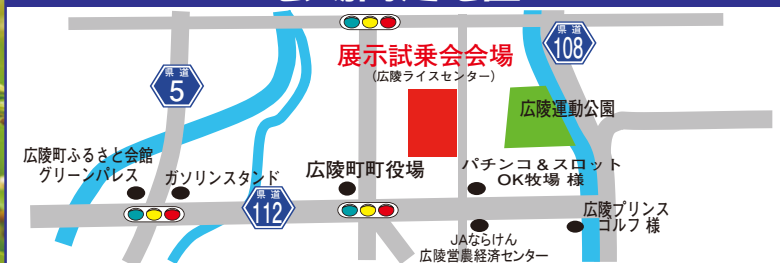 展示試乗会会場
(広陵ライスセンター)
県道
108
県道
5
広陵運動公園
広陵町ふるさと会館
グリーンパレス
ガソリンスタンド
広陵町町役場
パチンコ＆スロット
OK牧場 様
県道
112
広陵プリンス
ゴルフ 様
JAならけん
広陵営農経済センター